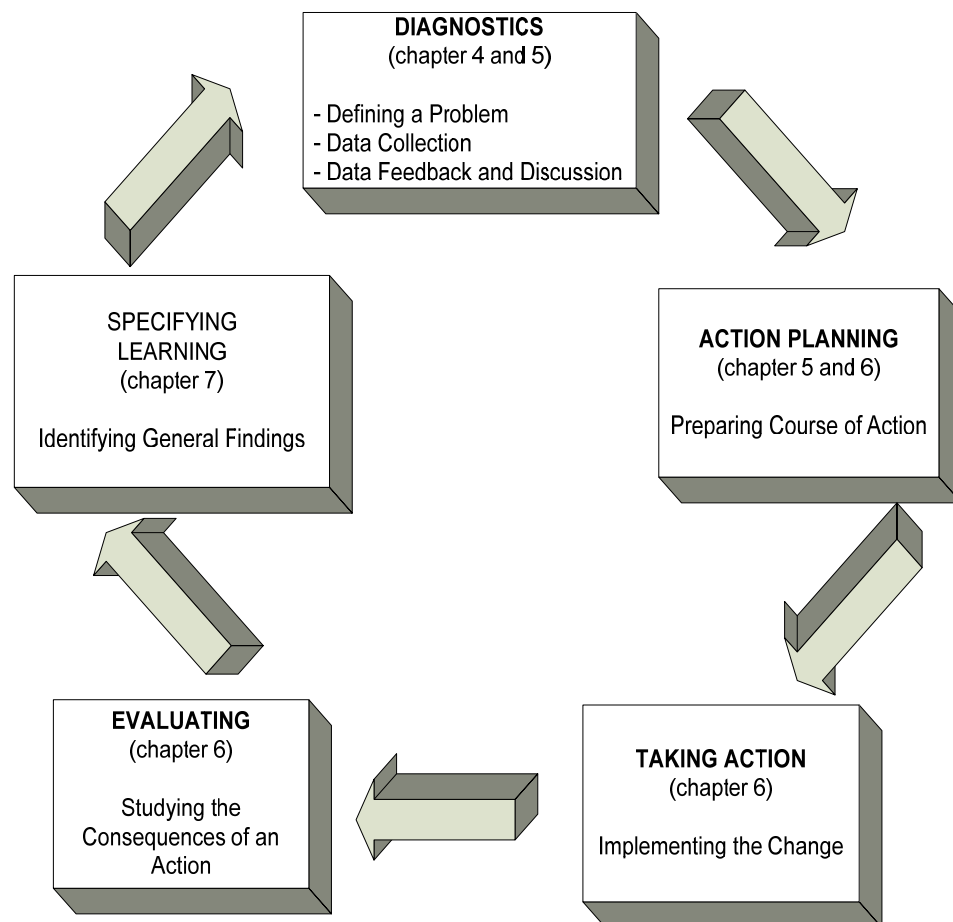 DIAGNOSTICS
(chapter 4 and 5)
- Defining a Problem
- Data Collection
- Data Feedback and Discussion
ACTION PLANNING
(chapter 5 and 6)
Preparing Course of Action
TAKING ACTION
(chapter 6)
Implementing the Change
EVALUATING
(chapter 6)
Studying the
Consequences of an
Action
SPECIFYING
LEARNING
(chapter 7)
Identifying General Findings